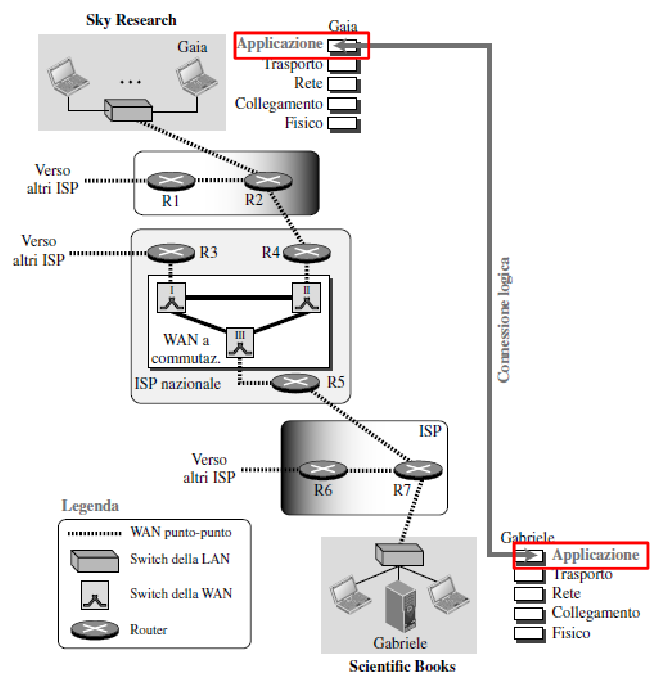 Sky Research
Gaia
Gaia
Applicazione
Trasporto
Rete
Collegamento
Fisico
Verso
altri ISP
R1
R2
Verso
altri ISP
R3
R4
I
II
III
WAN a
commutaz.
ISP nazionale
R5
Connessione logica
ISP
Verso
altri ISP
R6
R7
Legenda
WAN punto-punto
Switch della LAN
Switch della WAN
Router
Gabriele
Scientific Books
Gabriele
Applicazione
Trasporto
Rete
Collegamento
Fisico